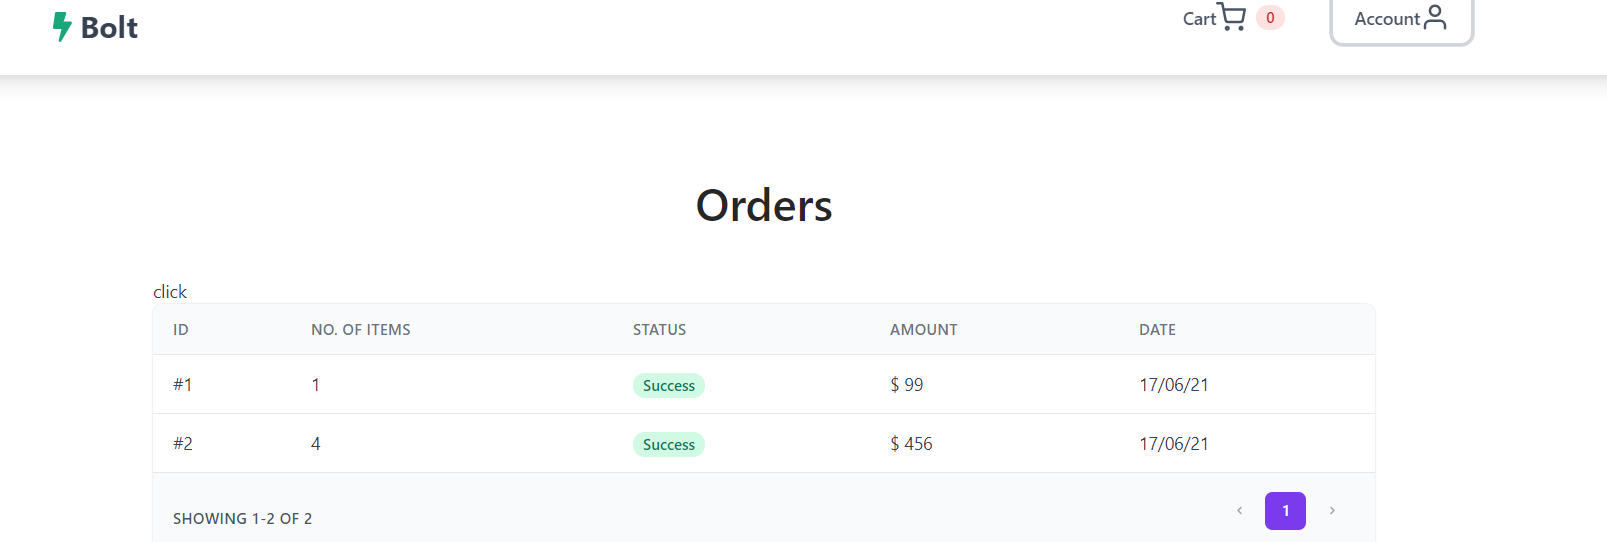 Bolt
Cart 0 Account
Orders
click
ID NO. OF ITEMS STATUS AMOUNT DATE
#1 1 Success $ 99 17/06/21
#2 4 Success $ 456 17/06/21
SHOWING 1-2 OF 2 ‹ 1 ›